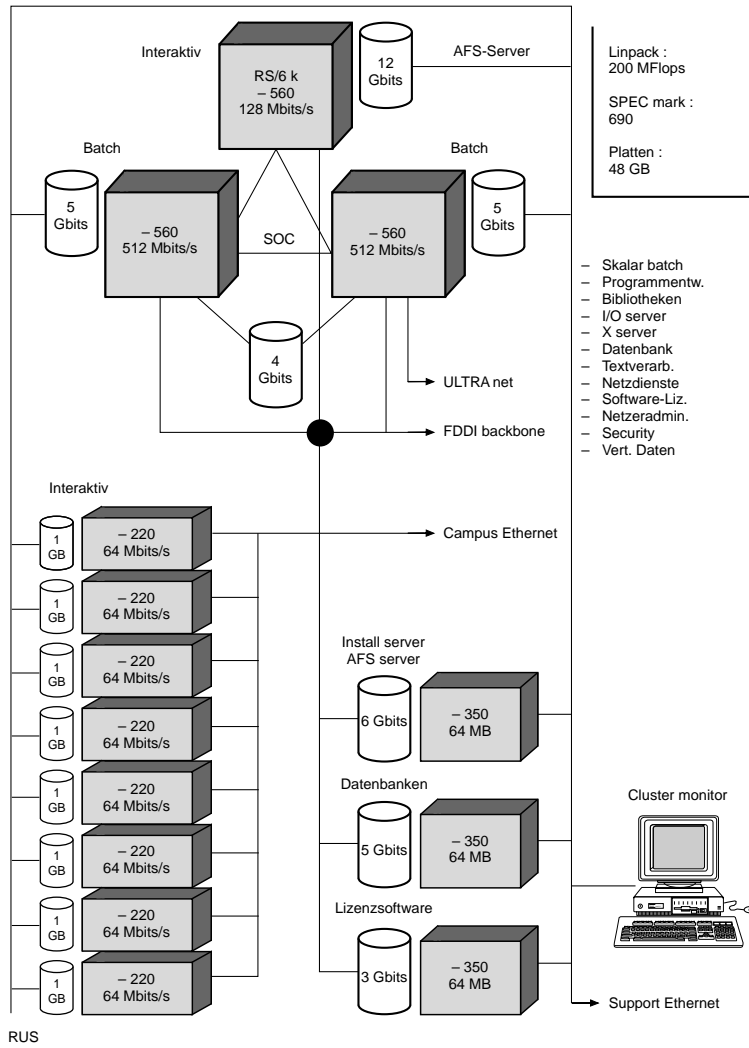 Interaktiv
RS/6 k
– 560
128 Mbits/s
12
Gbits
AFS-Server
Linpack :
200 MFlops
SPEC mark :
690
Platten :
48 GB
Batch
5
Gbits
– 560
512 Mbits/s
SOC
Batch
– 560
512 Mbits/s
5
Gbits
4
Gbits
– Skalar batch
– Programmentw.
– Bibliotheken
– I/O server
– X server
– Datenbank
– Textverarb.
– Netzdienste
– Software-Liz.
– Netzeradmin.
– Security
– Vert. Daten
ULTRA net
FDDI backbone
Interaktiv
1
GB
– 220
64 Mbits/s
Campus Ethernet
1
GB
– 220
64 Mbits/s
1
GB
– 220
64 Mbits/s
1
GB
– 220
64 Mbits/s
1
GB
– 220
64 Mbits/s
1
GB
– 220
64 Mbits/s
1
GB
– 220
64 Mbits/s
1
GB
– 220
64 Mbits/s
Install server
AFS server
6 Gbits
– 350
64 MB
Datenbanken
5 Gbits
– 350
64 MB
Lizenzsoftware
3 Gbits
– 350
64 MB
Cluster monitor
Support Ethernet
RUS